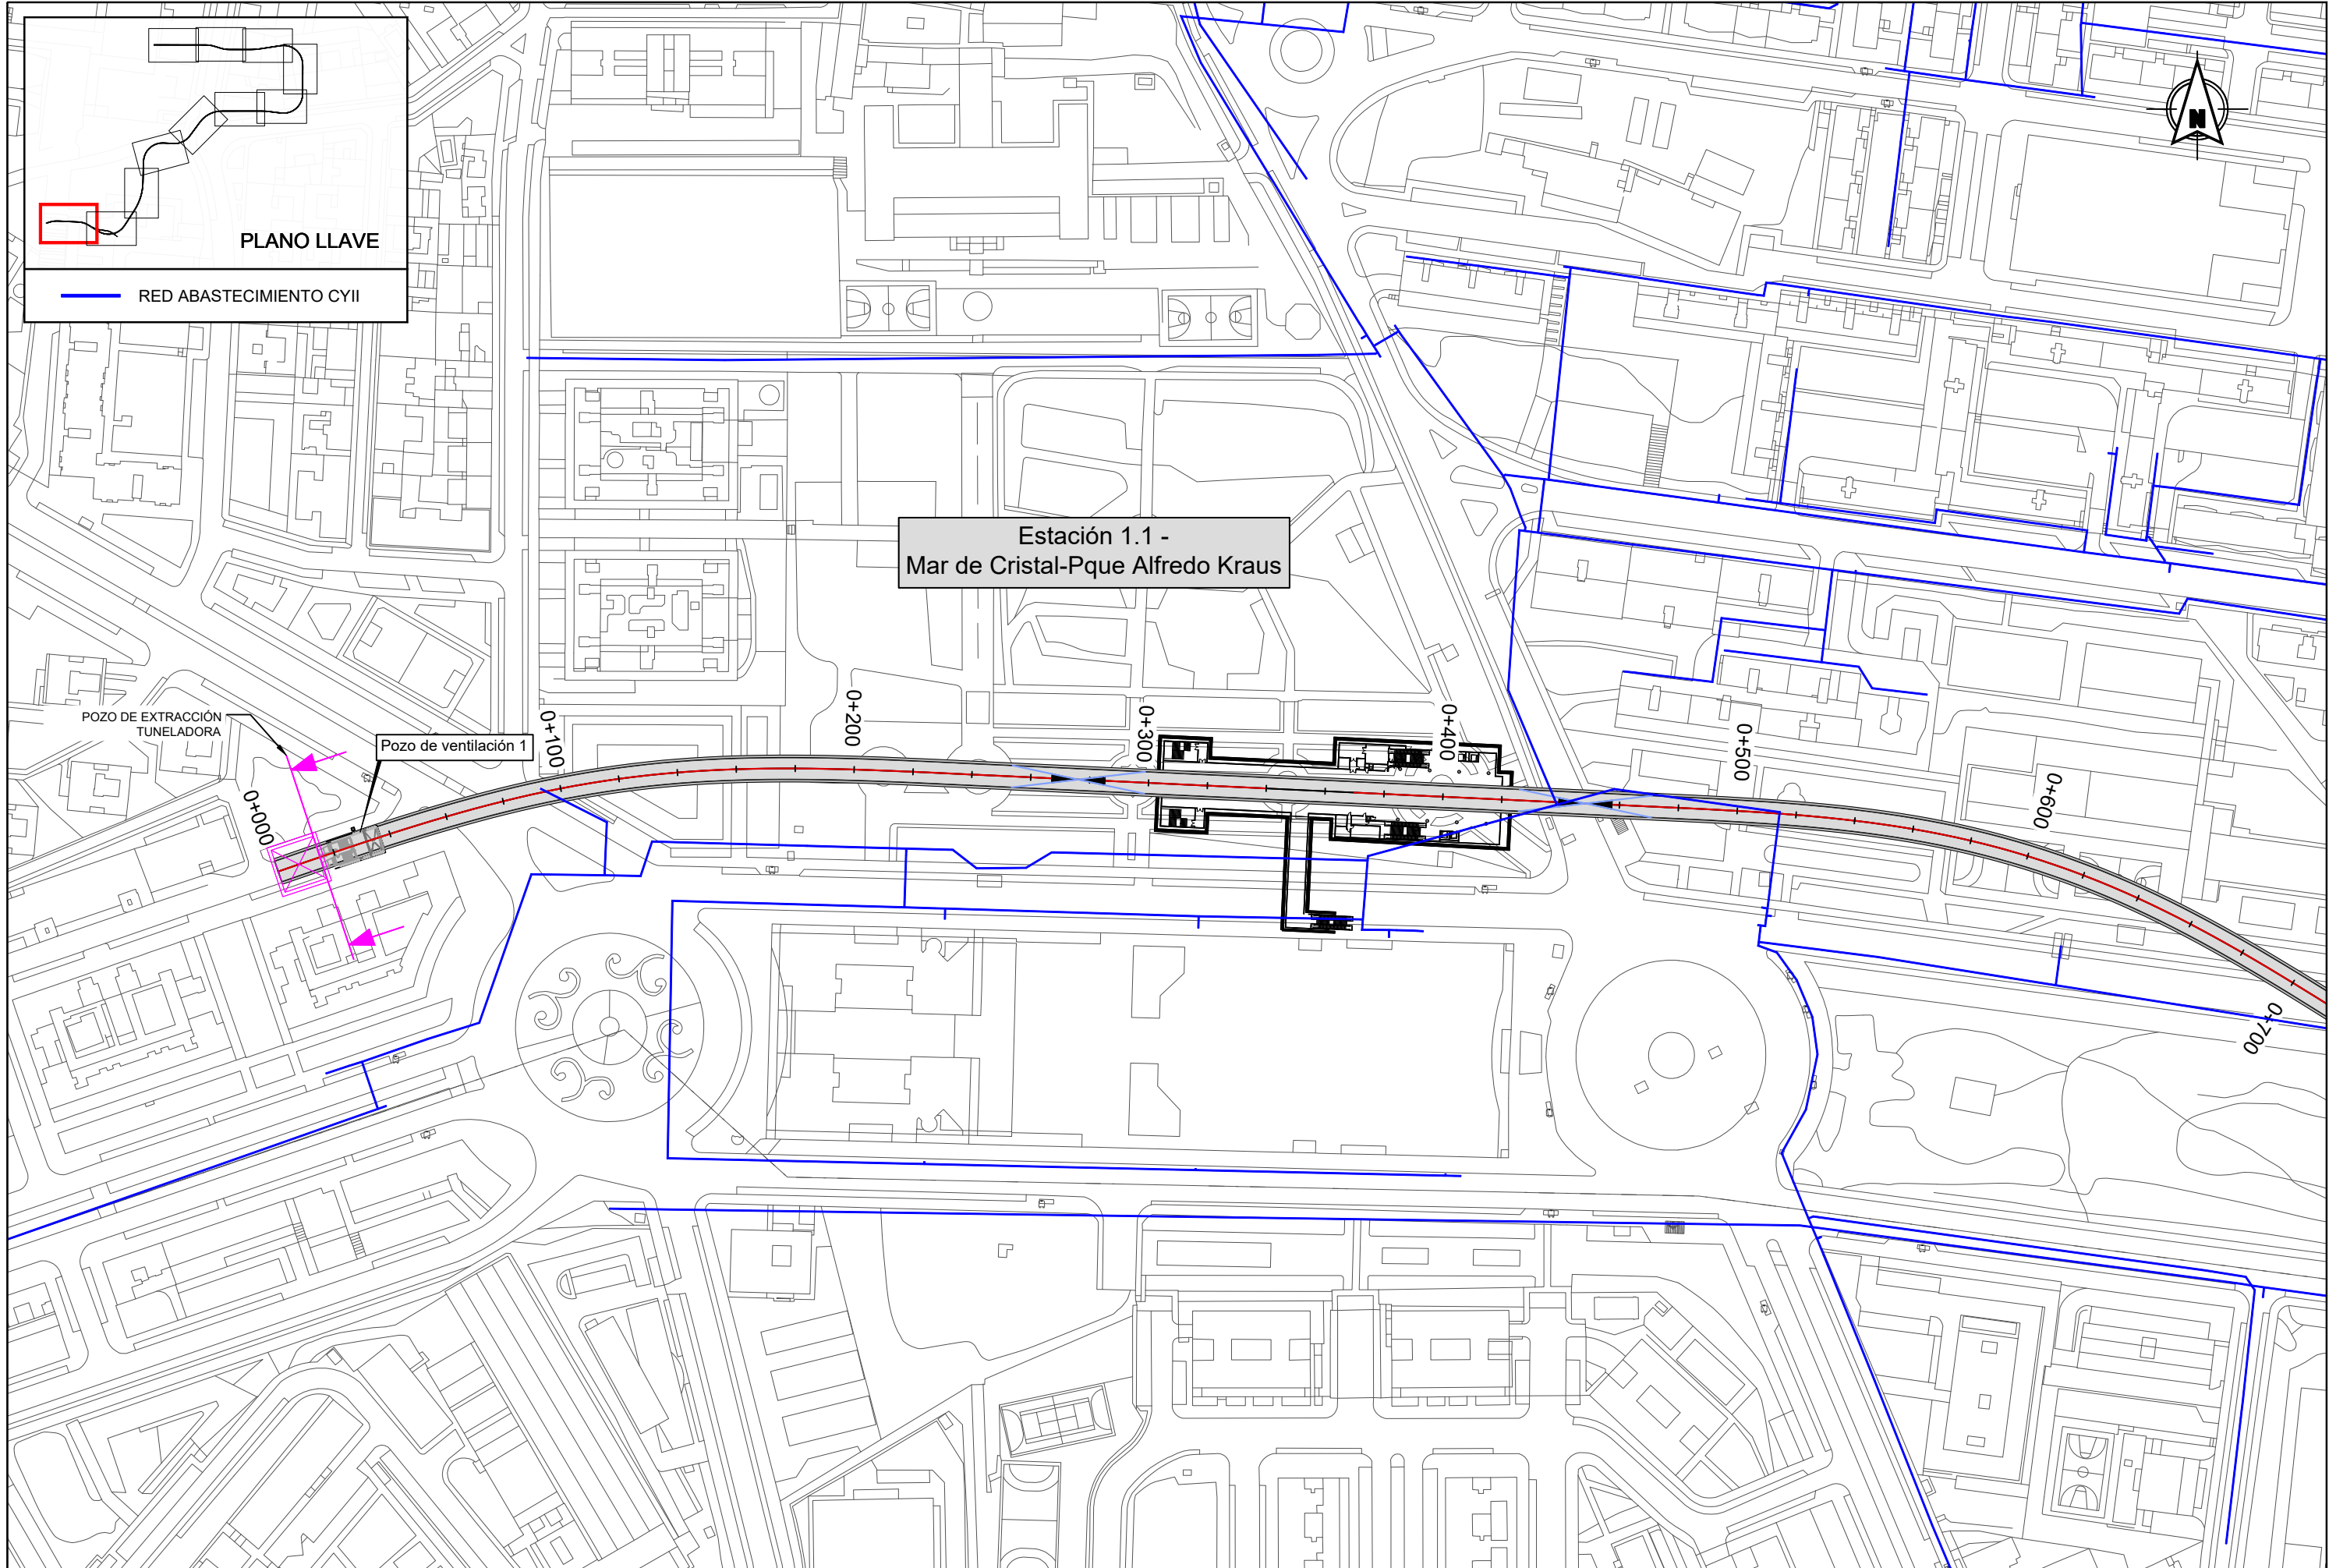 PLANO LLAVE
RED ABASTECIMIENTO CYII
N
Estación 1.1 -
Mar de Cristal-Pque Alfredo Kraus
POZO DE EXTRACCIÓN
TUNELADORA
Pozo de ventilación 1
0+000
0+100
0+200
0+300
0+400
0+500
0+600
0+700